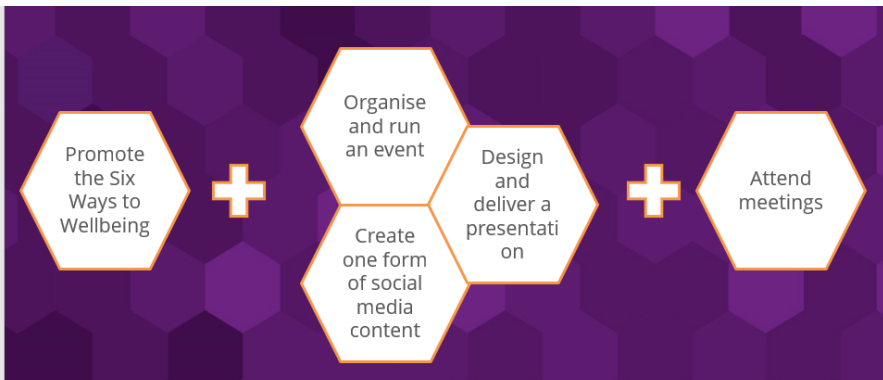 Promote
the Six
Ways to
Wellbeing
Organise
and run
an event
Design
and
deliver a
presentati
on
Create
one form
of social
media
content
Attend
meetings